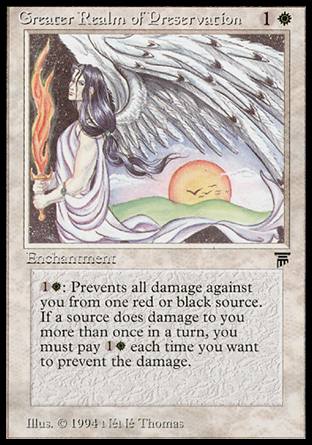 Greater Realm of Preservation 1
Enchantment
1 : Prevents all damage against
you from one red or black source.
If a source does damage to you
more than once in a turn, you
must pay 1 each time you want
to prevent the damage.
Illus. © 1994 Néné Thomas